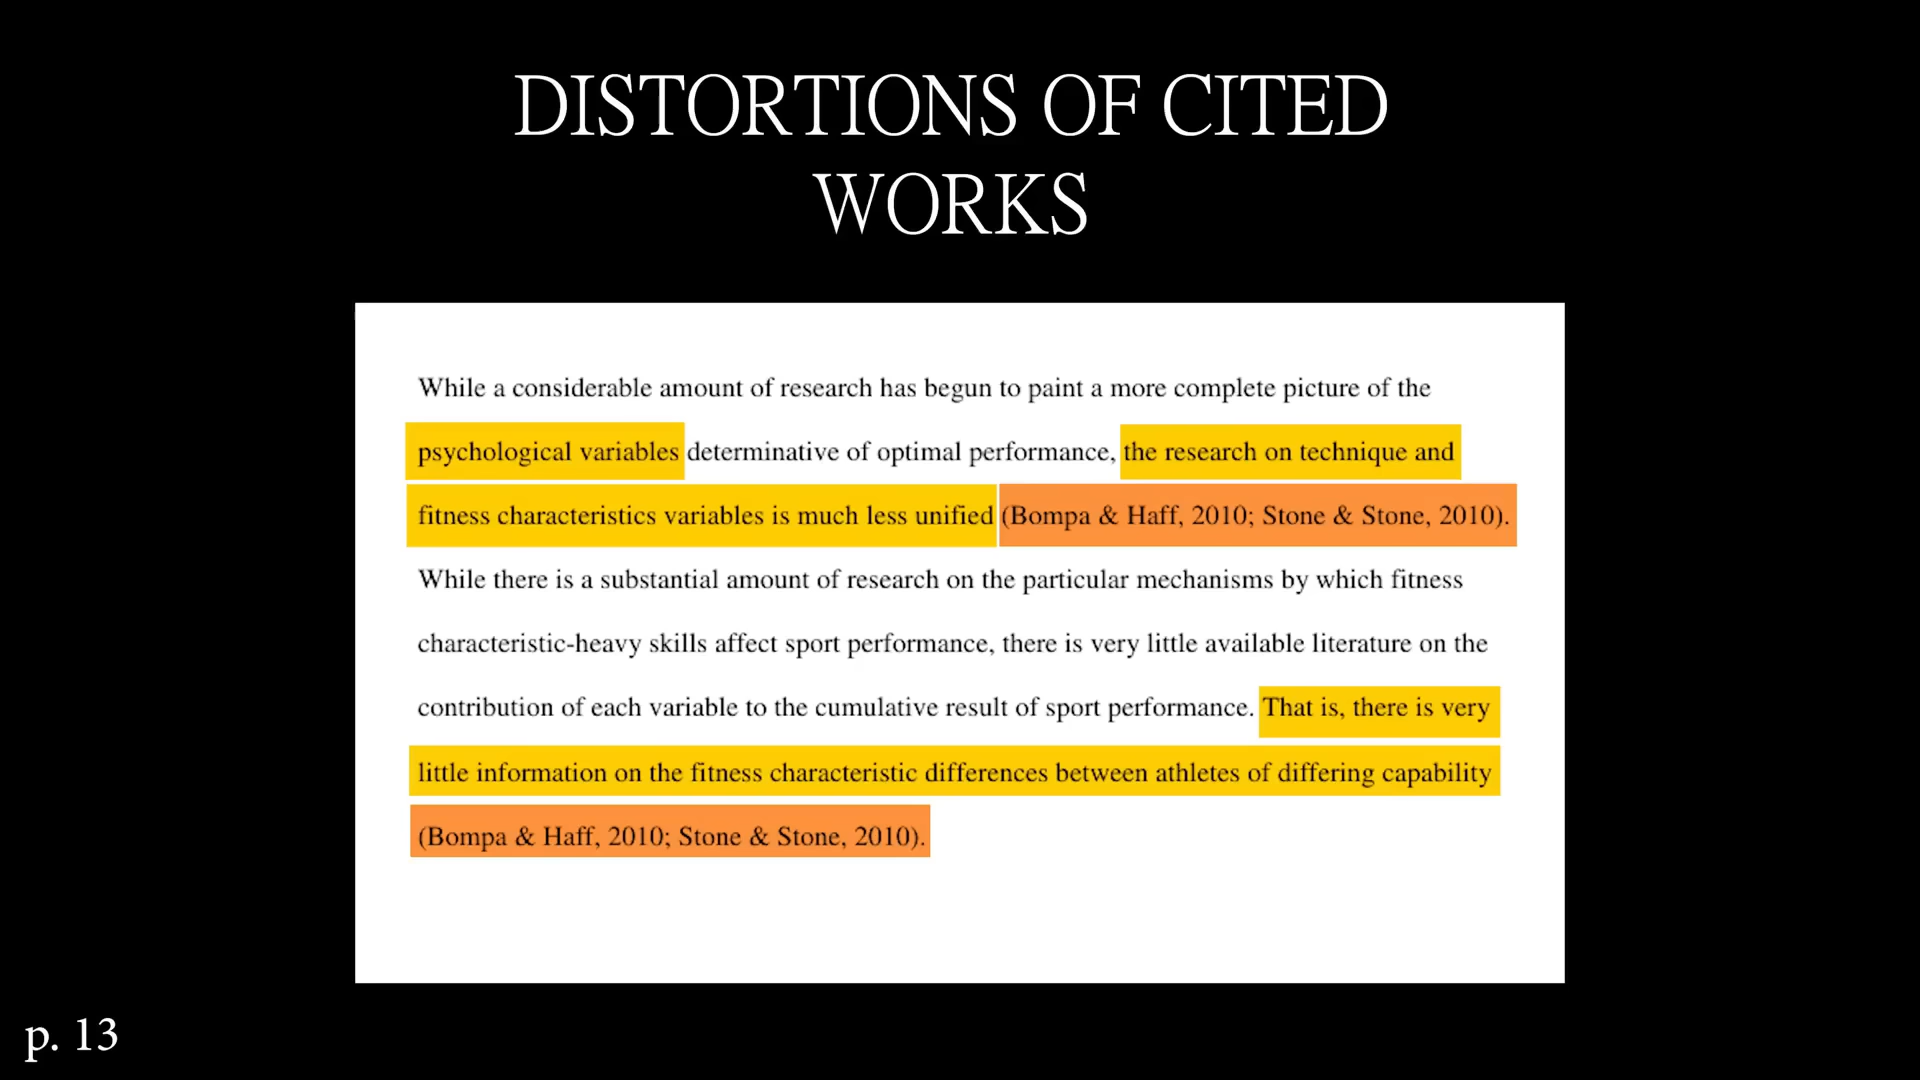 DISTORTIONS OF CITED
WORKS
While a considerable amount of research has begun to paint a more complete picture of the
psychological variables determinative of optimal performance, the research on technique and
fitness characteristics variables is much less unified (Bompa & Haff, 2010; Stone & Stone, 2010).
While there is a substantial amount of research on the particular mechanisms by which fitness
characteristic-heavy skills affect sport performance, there is very little available literature on the
contribution of each variable to the cumulative result of sport performance. That is, there is very
little information on the fitness characteristic differences between athletes of differing capability
(Bompa & Haff, 2010; Stone & Stone, 2010).
p. 13